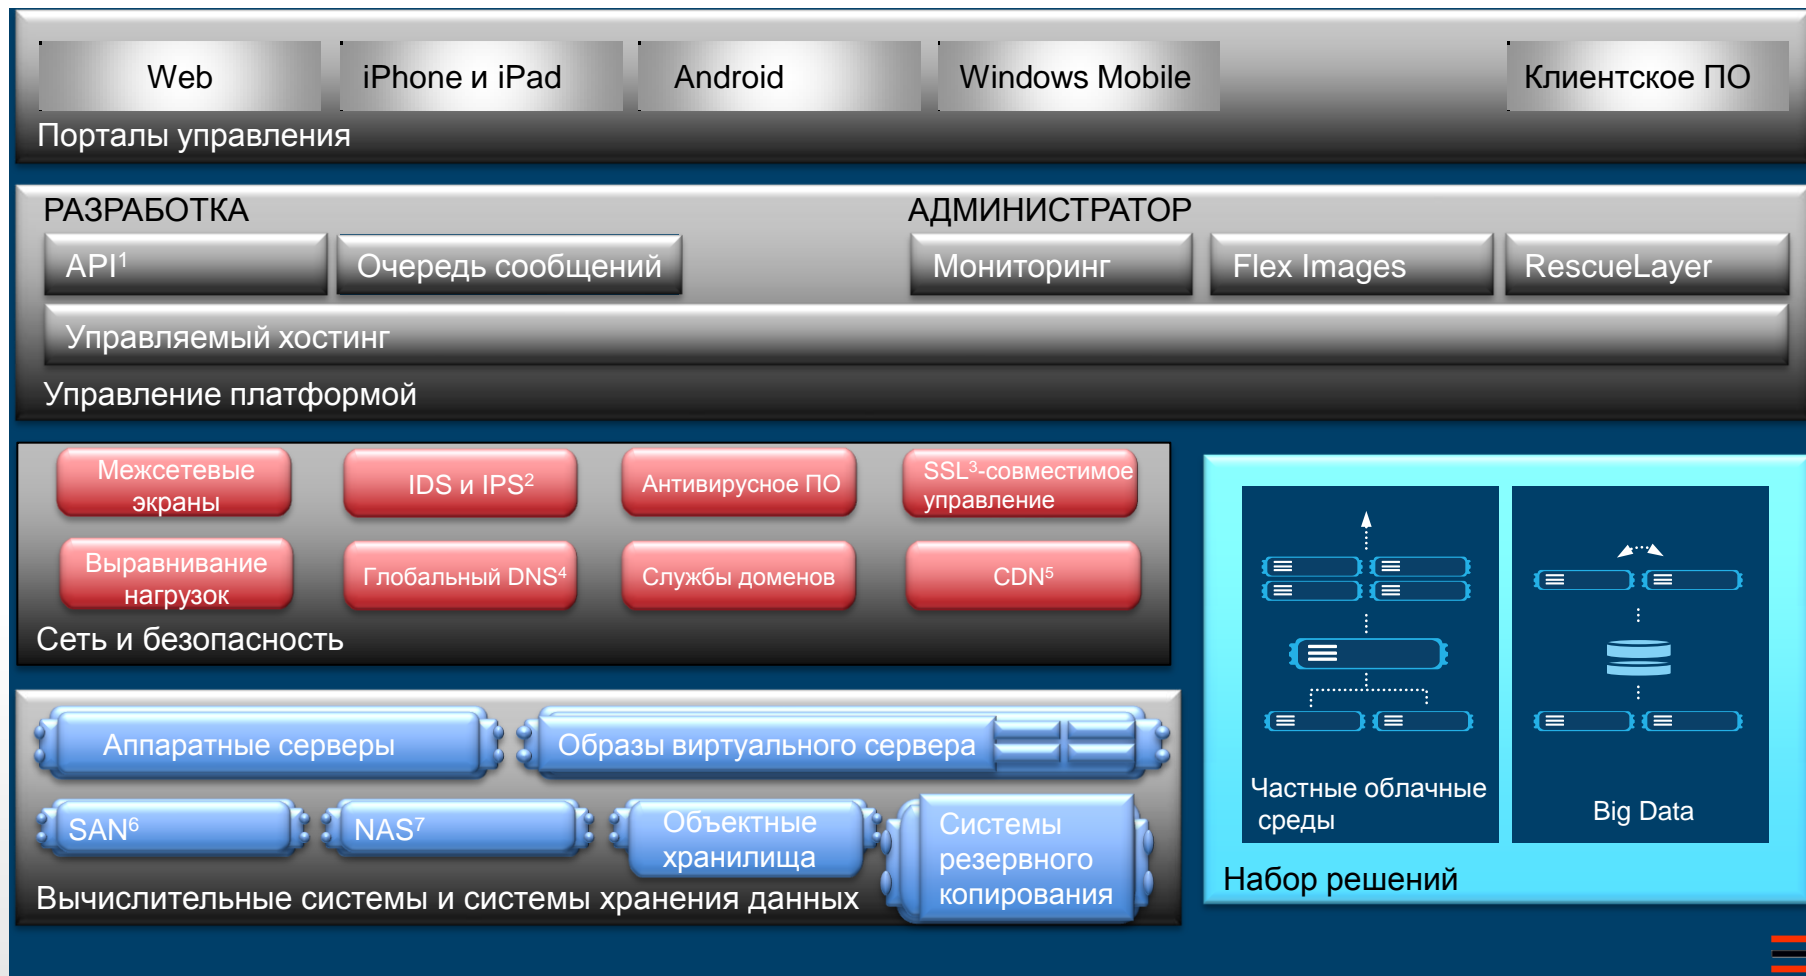 Web
iPhone и iPad
Android
Windows Mobile
Клиентское ПО
Порталы управления
РАЗРАБОТКА
АДМИНИСТРАТОР
API¹
Очередь сообщений
Мониторинг
Flex Images
RescueLayer
Управляемый хостинг
Управление платформой
Межсетевые
экраны
IDS и IPS²
Антивирусное ПО
SSL³-совместимое
управление
Выравнивание
нагрузок
Глобальный DNS⁴
Службы доменов
CDN⁵
Сеть и безопасность
Аппаратные серверы
Образы виртуального сервера
SAN⁶
NAS⁷
Объектные
хранилища
Системы
резервного
копирования
Вычислительные системы и системы хранения данных
Частные облачные
среды
Big Data
Набор решений